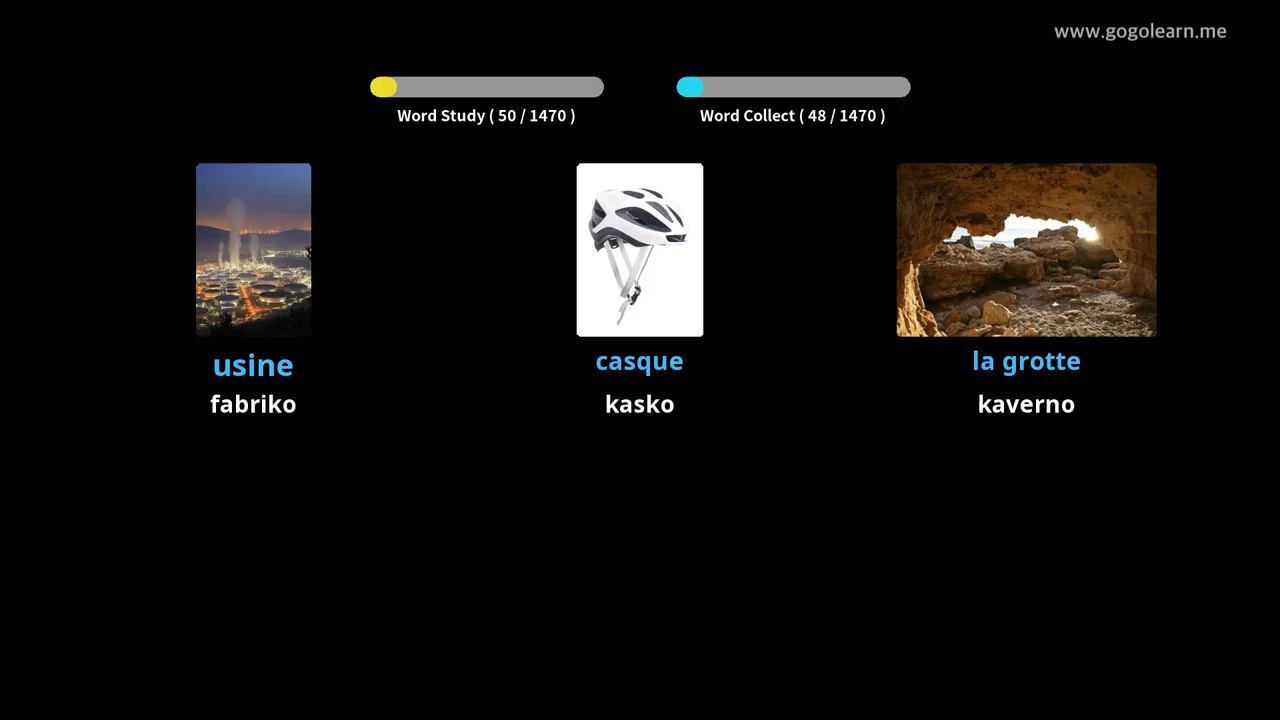 www.gogolearn.me
Word Study ( 50 / 1470 )
Word Collect ( 48 / 1470 )
usine
casque
la grotte
fabriko
kasko
kaverno